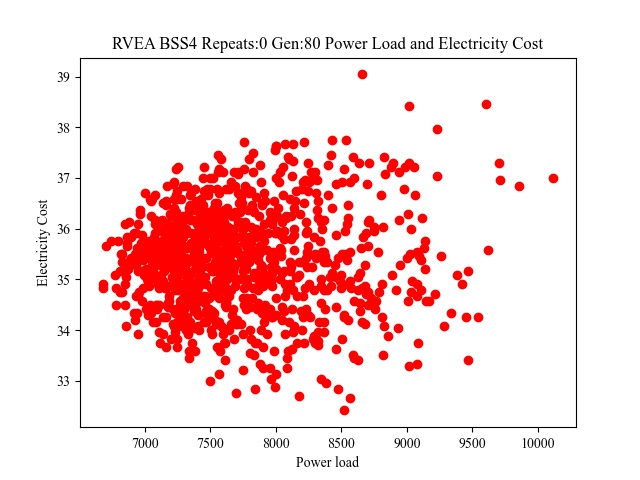 RVEA BSS4 Repeats:0 Gen:80 Power Load and Electricity Cost
39
38
37
36
35
34
33
Electricity Cost
7000 7500 8000 8500 9000 9500 10000
Power load